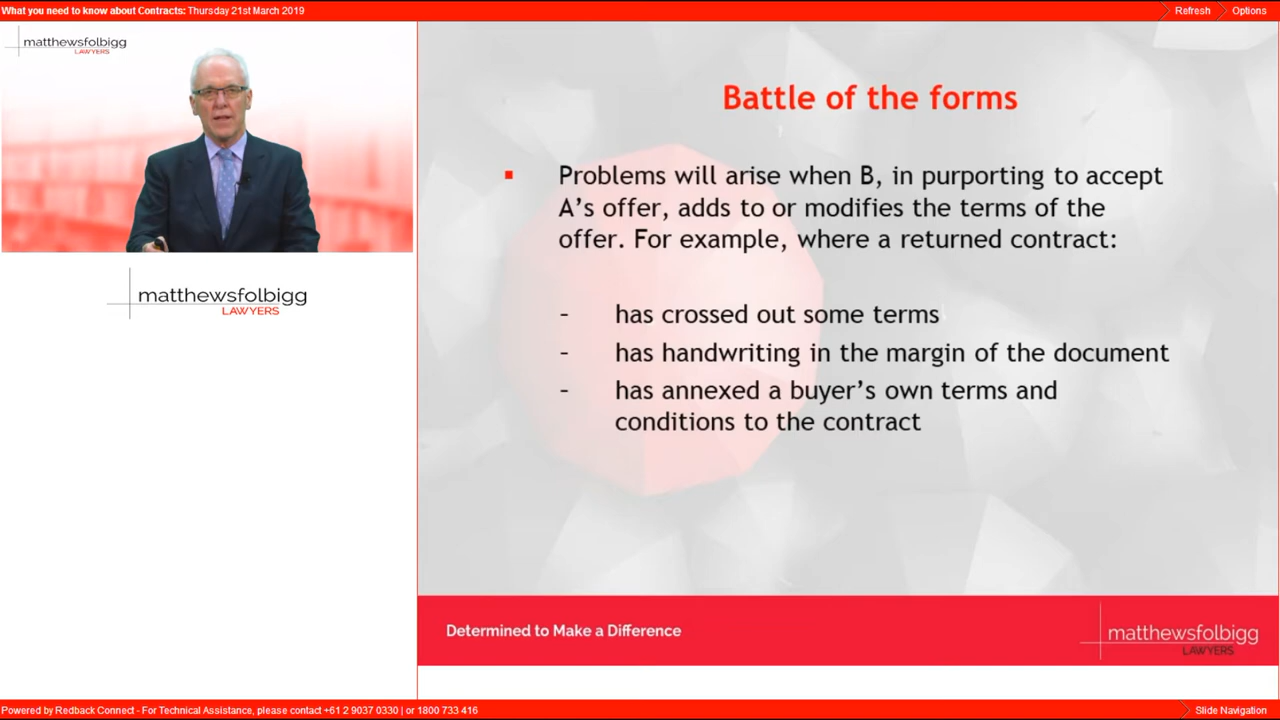 What you need to know about Contracts: Thursday 21st March 2019
Refresh
Options
matthewsfolbigg
LAWYERS
matthewsfolbigg
LAWYERS
Battle of the forms
▪ Problems will arise when B, in purporting to accept
A's offer, adds to or modifies the terms of the
offer. For example, where a returned contract:
- has crossed out some terms
- has handwriting in the margin of the document
- has annexed a buyer's own terms and
conditions to the contract
Determined to Make a Difference
matthewsfolbigg
LAWYERS
Powered by Redback Connect - For Technical Assistance, please contact +61 2 9037 0330 | or 1800 733 416
Slide Navigation